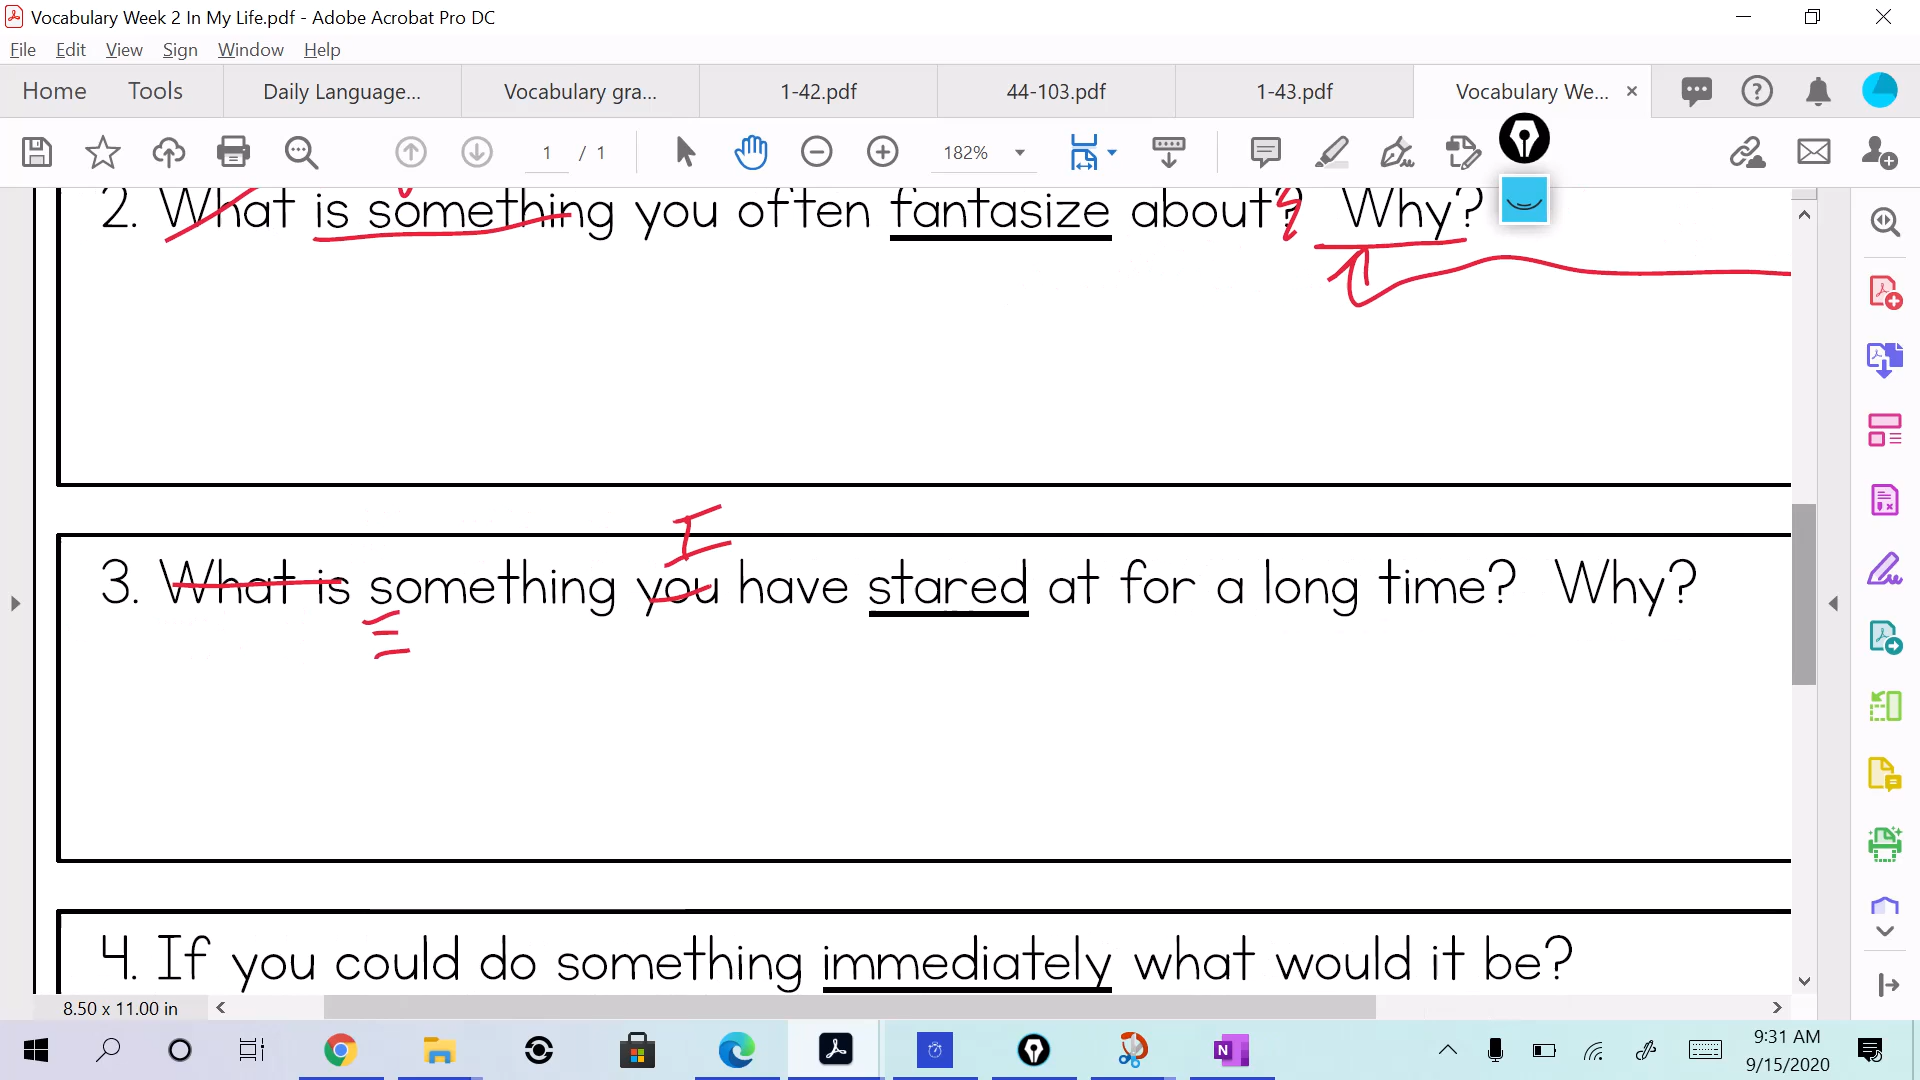 Vocabulary Week 2 In My Life.pdf - Adobe Acrobat Pro DC
File Edit View Sign Window Help
Home Tools Daily Language... Vocabulary gra... 1-42.pdf 44-103.pdf 1-43.pdf Vocabulary We...
1 / 1 182%
2. What is something you often fantasize about? Why?
I
3. What is something you have stared at for a long time? Why?
4. If you could do something immediately what would it be?
8.50 x 11.00 in
9:31 AM
9/15/2020